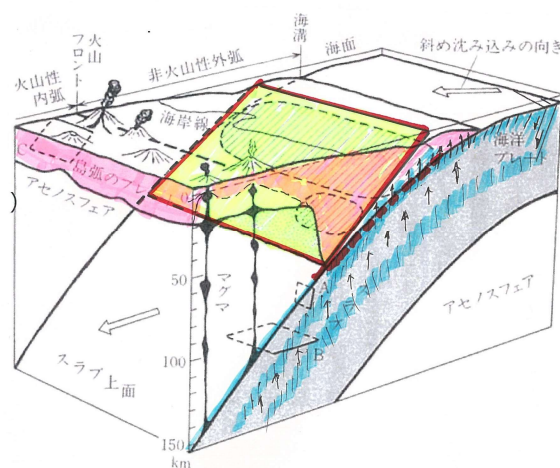 火山性内弧
火山フロント
非火山性外弧
海溝
海面
斜め沈み込みの向き
海岸線
島弧のプレート
海洋プレート
アセノスフェア
C
0
50
100
150
km
A
B
マグマ
スラブ上面
アセノスフェア